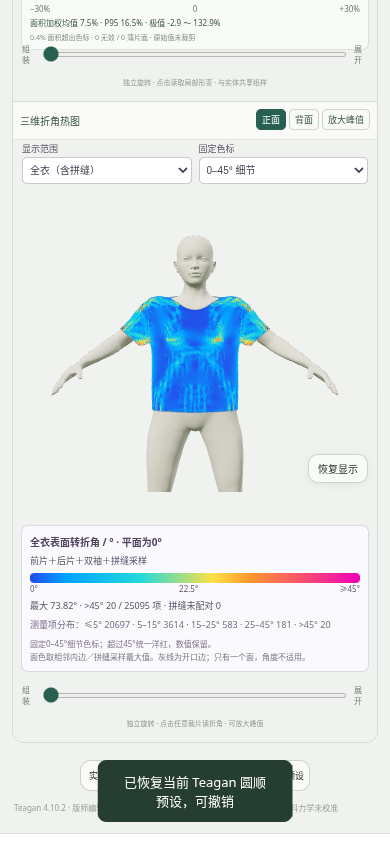 −30%
0
+30%
面积加权均值 7.5% · P95 16.5% · 极值 -2.9 ～ 132.9%
0.4% 面积超出色标 · 0 无效 / 0 薄片面 · 原始值未裁剪
组装
展开
独立旋转 · 点击读取局部形变 · 与实体共享纸样
三维折角热图
正面
背面
放大峰值
显示范围
固定色标
全衣（含拼缝）
0–45° 细节
恢复显示
全衣表面转折角 / ° · 平面为0°
前片＋后片＋双袖＋拼缝采样
0°
22.5°
≥45°
最大 73.82° · >45° 20 / 25095 项 · 拼缝未配对 0
测量项分布：≤5° 20697 · 5–15° 3614 · 15–25° 583 · 25–45° 181 · >45° 20
固定0–45°细节色标；超过45°统一洋红，数值保留。
面色取相邻内边／拼缝采样最大值。灰线为开口边；只有一个面，角度不适用。
组装
展开
独立旋转 · 点击任意裁片读折角 · 可放大峰值
已恢复当前 Teagan 圆顺
预设，可撤销
Teagan 4.10.2 · 版师
料力学未校准